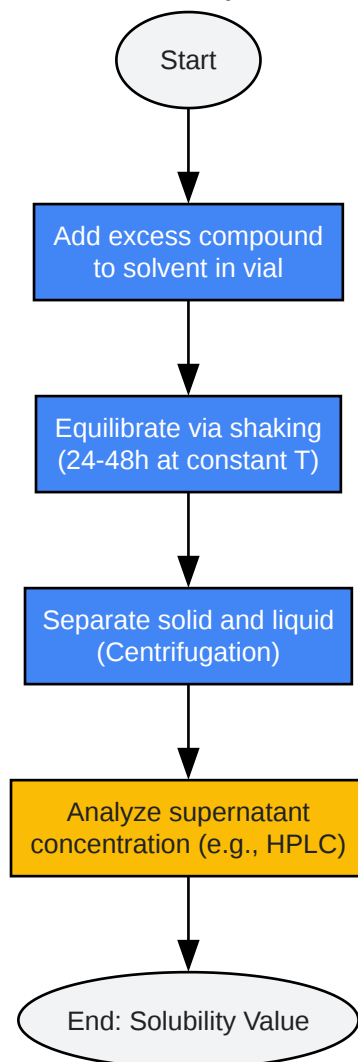 Start
Add excess compound
to solvent in vial
Equilibrate via shaking
(24-48h at constant T)
Separate solid and liquid
(Centrifugation)
Analyze supernatant
concentration (e.g., HPLC)
End: Solubility Value